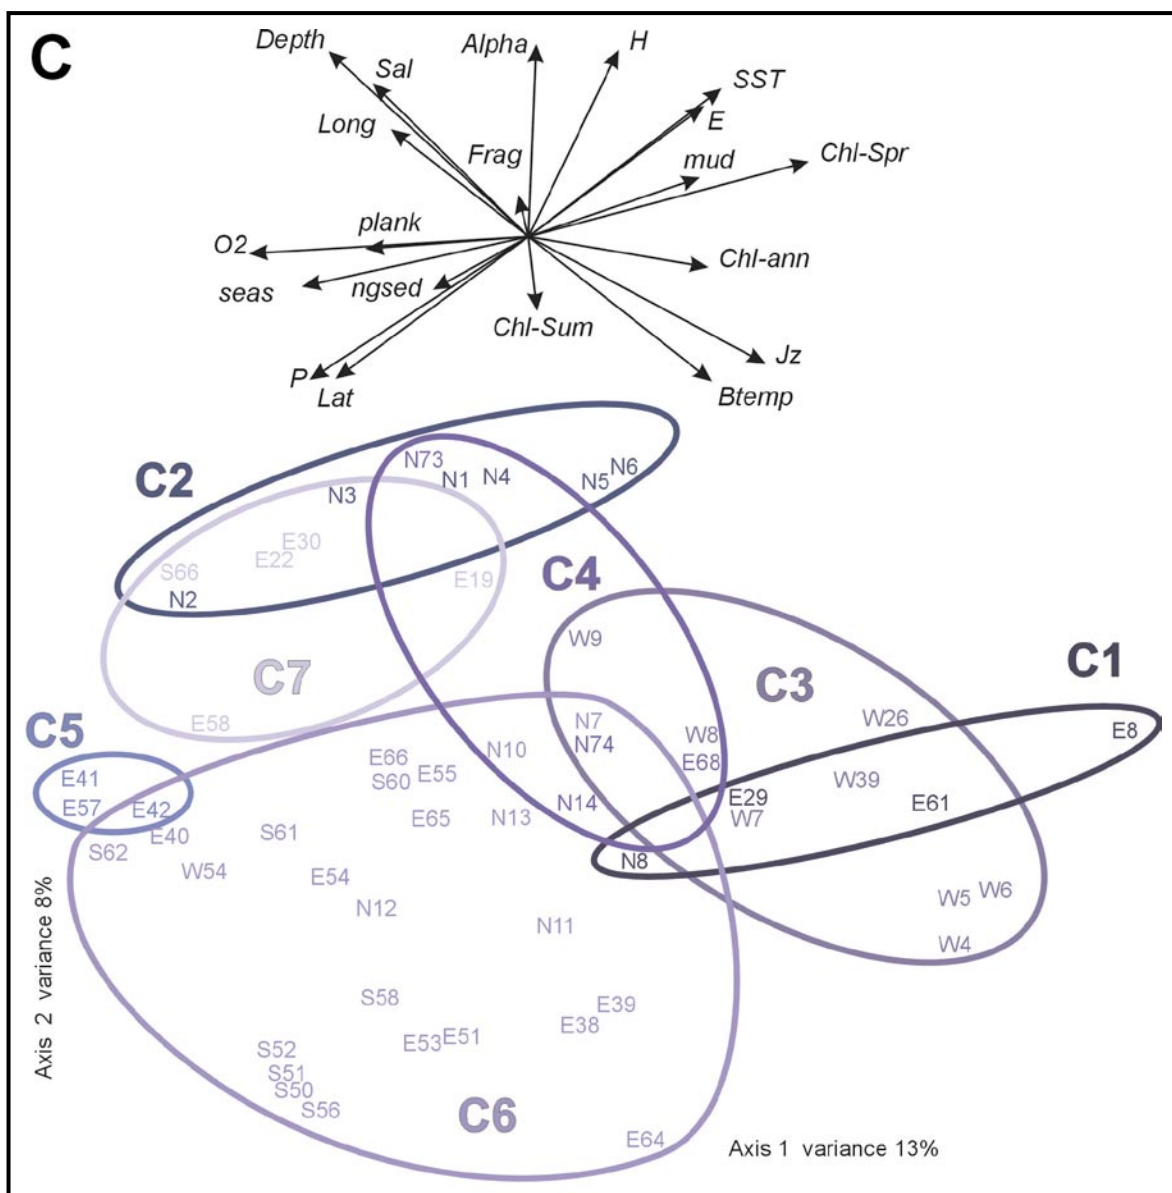 C
Depth
Alpha
H
Sal
SST
Long
E
Frag
mud
Chl-Spr
plank
O2
Chl-ann
seas
ngsed
Chl-Sum
Jz
P
Lat
Btemp
C2
N73
N1
N4
N6
N5
N3
E30
E22
S66
C4
E19
N2
W9
C7
C3
C1
N7
W26
E58
E8
C5
W8
N74
N10
E66
E68
E41
S60
E55
W39
E29
E57
E42
N14
E61
E65
N13
W7
E40
S61
S62
N8
W54
E54
W6
W5
N12
N11
W4
S58
E39
E38
E53
E51
S52
S51
S50
S56
C6
E64
Axis 2 variance 8%
Axis 1 variance 13%